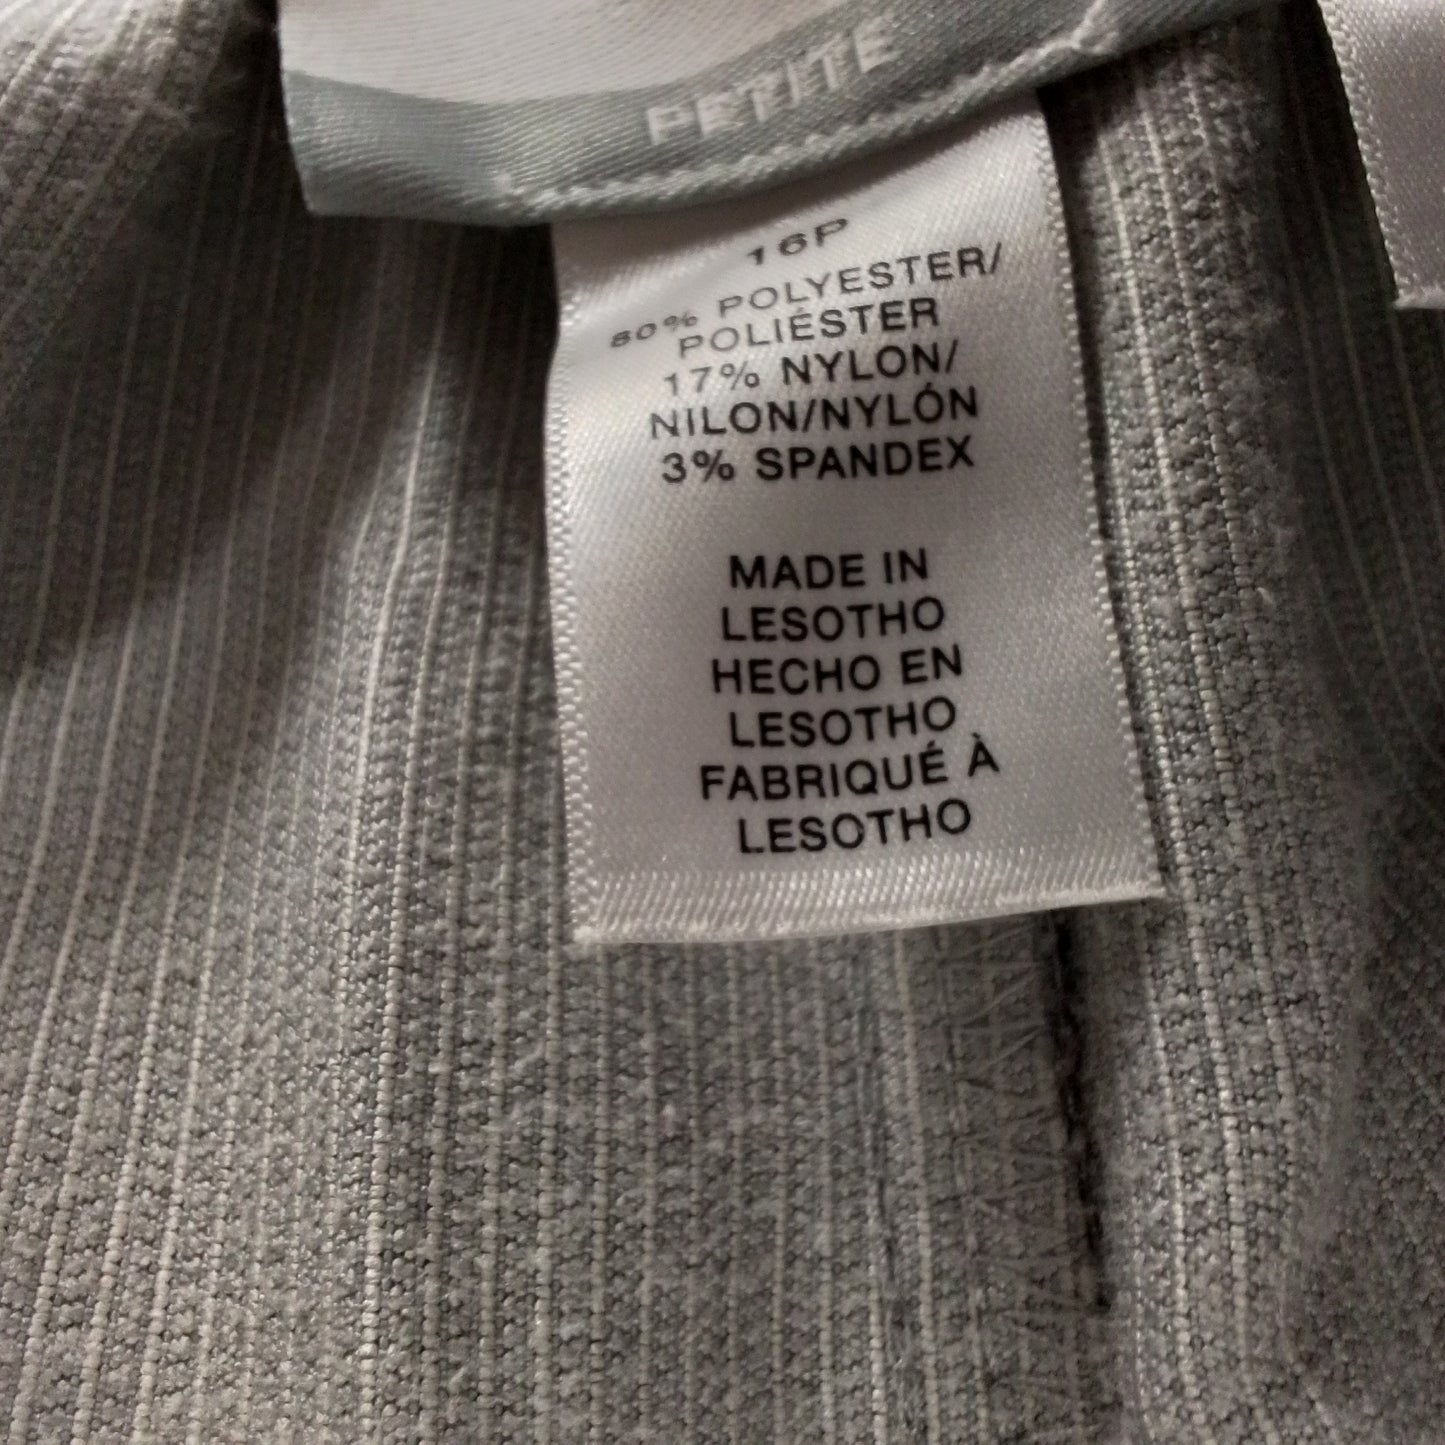 PETITE
16P
80% POLYESTER/
POLIÉSTER
17% NYLON/
NILON/NYLÓN
3% SPANDEX
MADE IN
LESOTHO
HECHO EN
LESOTHO
FABRIQUÉ À
LESOTHO